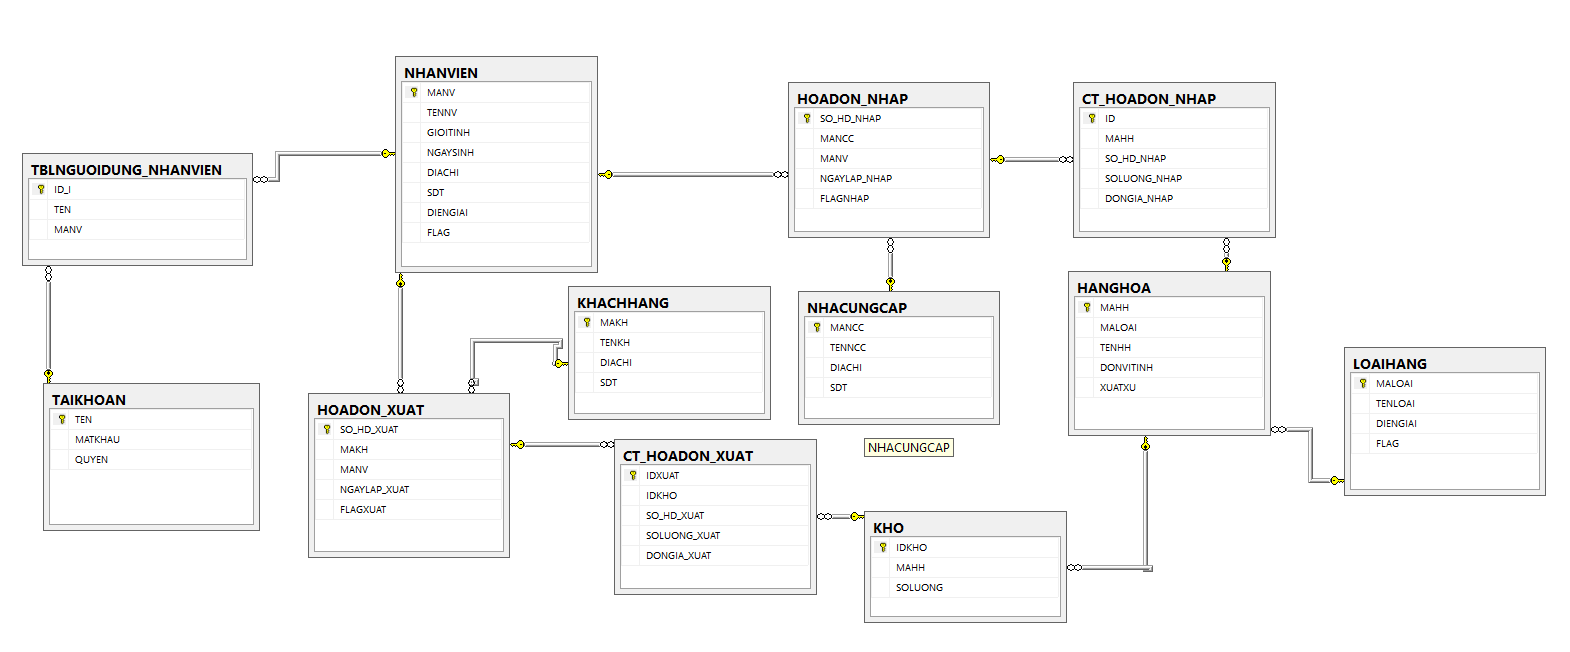 NHANVIEN
MANV
TENNV
GIOITINH
NGAYSINH
DIACHI
SDT
DIENGIAI
FLAG
HOADON_NHAP
SO_HD_NHAP
MANCC
MANV
NGAYLAP_NHAP
FLAGNHAP
CT_HOADON_NHAP
ID
MAHH
SO_HD_NHAP
SOLUONG_NHAP
DONGIA_NHAP
TBLNGUOIDUNG_NHANVIEN
ID_I
TEN
MANV
KHACHHANG
MAKH
TENKH
DIACHI
SDT
NHACUNGCAP
MANCC
TENNCC
DIACHI
SDT
NHACUNGCAP
HANGHOA
MAHH
MALOAI
TENHH
DONVITINH
XUATXU
LOAIHANG
MALOAI
TENLOAI
DIENGIAI
FLAG
TAIKHOAN
TEN
MATKHAU
QUYEN
HOADON_XUAT
SO_HD_XUAT
MAKH
MANV
NGAYLAP_XUAT
FLAGXUAT
CT_HOADON_XUAT
IDXUAT
IDKHO
SO_HD_XUAT
SOLUONG_XUAT
DONGIA_XUAT
KHO
IDKHO
MAHH
SOLUONG